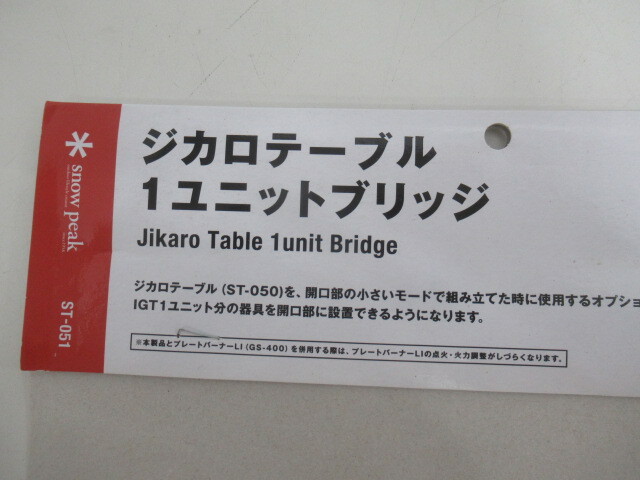 snow peak
ST-051
ジカロテーブル
1ユニットブリッジ
Jikaro Table 1unit Bridge
ジカロテーブル(ST-050)を、開口部の小さいモードで組み立てた時に使用するオプショ
IGT1ユニット分の器具を開口部に設置できるようになります。
※本製品とプレートバーナーLI(GS-400)を併用する際は、プレートバーナーLIの点火・火力調整がしづらくなります。